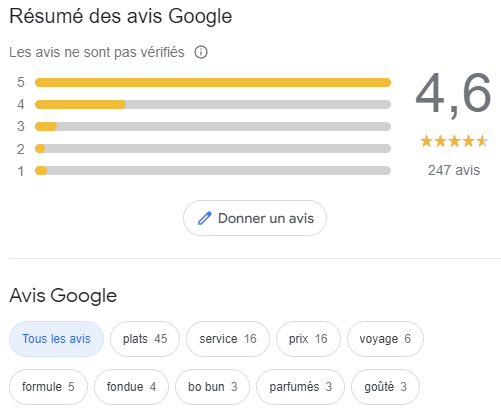 Résumé des avis Google
Les avis ne sont pas vérifiés
5
4
3
2
1
4,6
247 avis
Donner un avis
Avis Google
Tous les avis plats 45 service 16 prix 16 voyage 6
formule 5 fondue 4 bo bun 3 parfumés 3 goûté 3